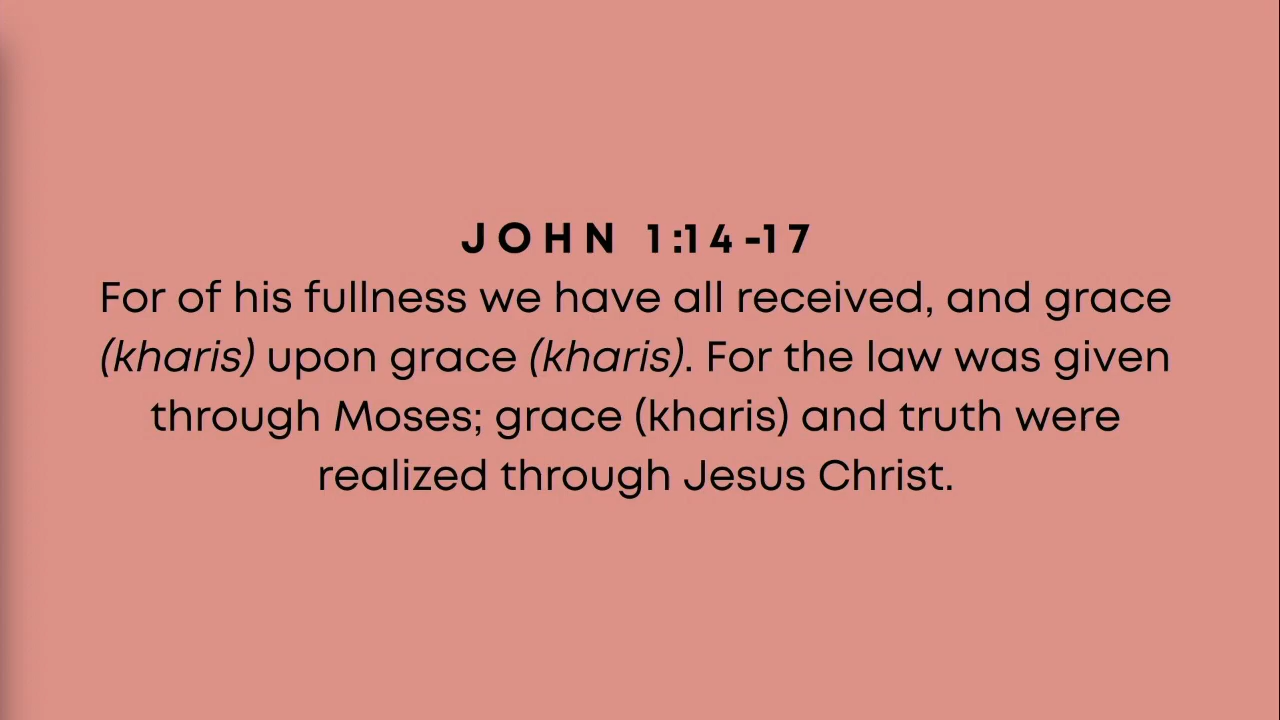 JOHN 1:14-17
For of his fullness we have all received, and grace
(kharis) upon grace (kharis). For the law was given
through Moses; grace (kharis) and truth were
realized through Jesus Christ.